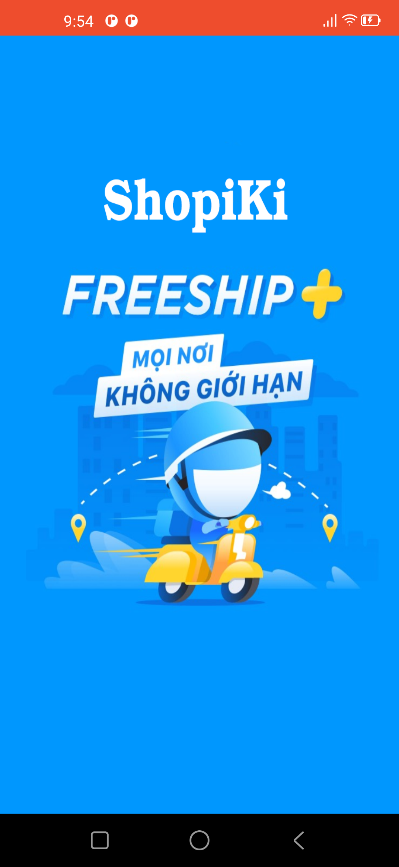 9:54
ShopiKi
FREESHIP+
MỌI NƠI
KHÔNG GIỚI HẠN